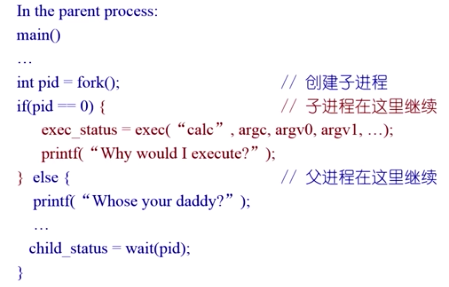 In the parent process:
main()
…
int pid = fork(); // 创建子进程
if(pid == 0) { // 子进程在这里继续
exec_status = exec(“calc”, argc, argv0, argv1, …);
printf(“Why would I execute?”);
} else { // 父进程在这里继续
printf(“Whose your daddy?”);
…
child_status = wait(pid);
}